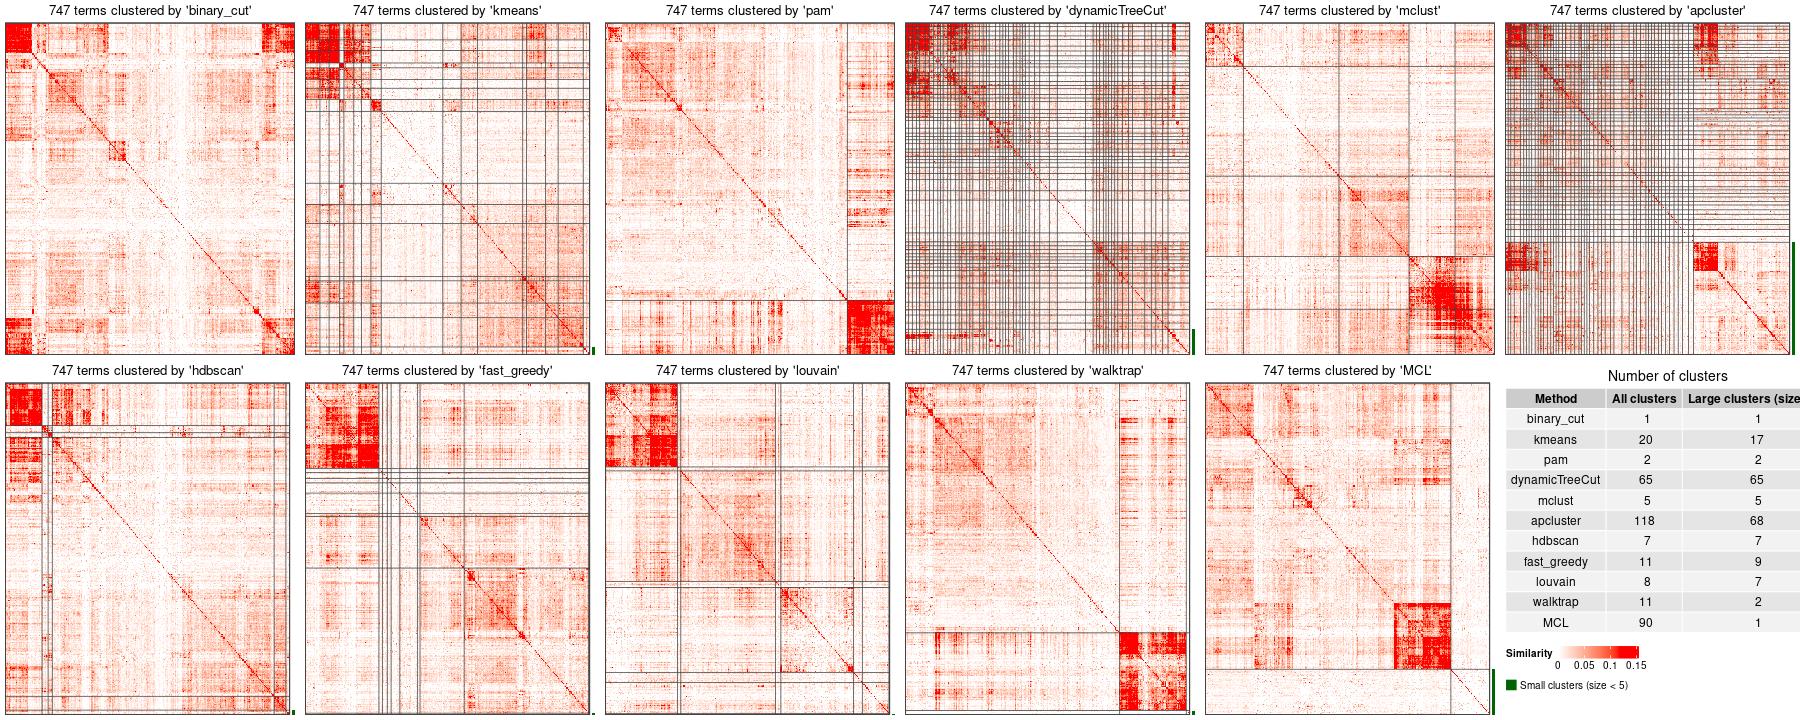 747 terms clustered by 'binary_cut'
747 terms clustered by 'kmeans'
747 terms clustered by 'pam'
747 terms clustered by 'dynamicTreeCut'
747 terms clustered by 'mclust'
747 terms clustered by 'apcluster'
747 terms clustered by 'hdbscan'
747 terms clustered by 'fast_greedy'
747 terms clustered by 'louvain'
747 terms clustered by 'walktrap'
747 terms clustered by 'MCL'
Number of clusters
Method All clusters Large clusters (size
binary_cut 1 1
kmeans 20 17
pam 2 2
dynamicTreeCut 65 65
mclust 5 5
apcluster 118 68
hdbscan 7 7
fast_greedy 11 9
louvain 8 7
walktrap 11 2
MCL 90 1
Similarity
0 0.05 0.1 0.15
Small clusters (size < 5)